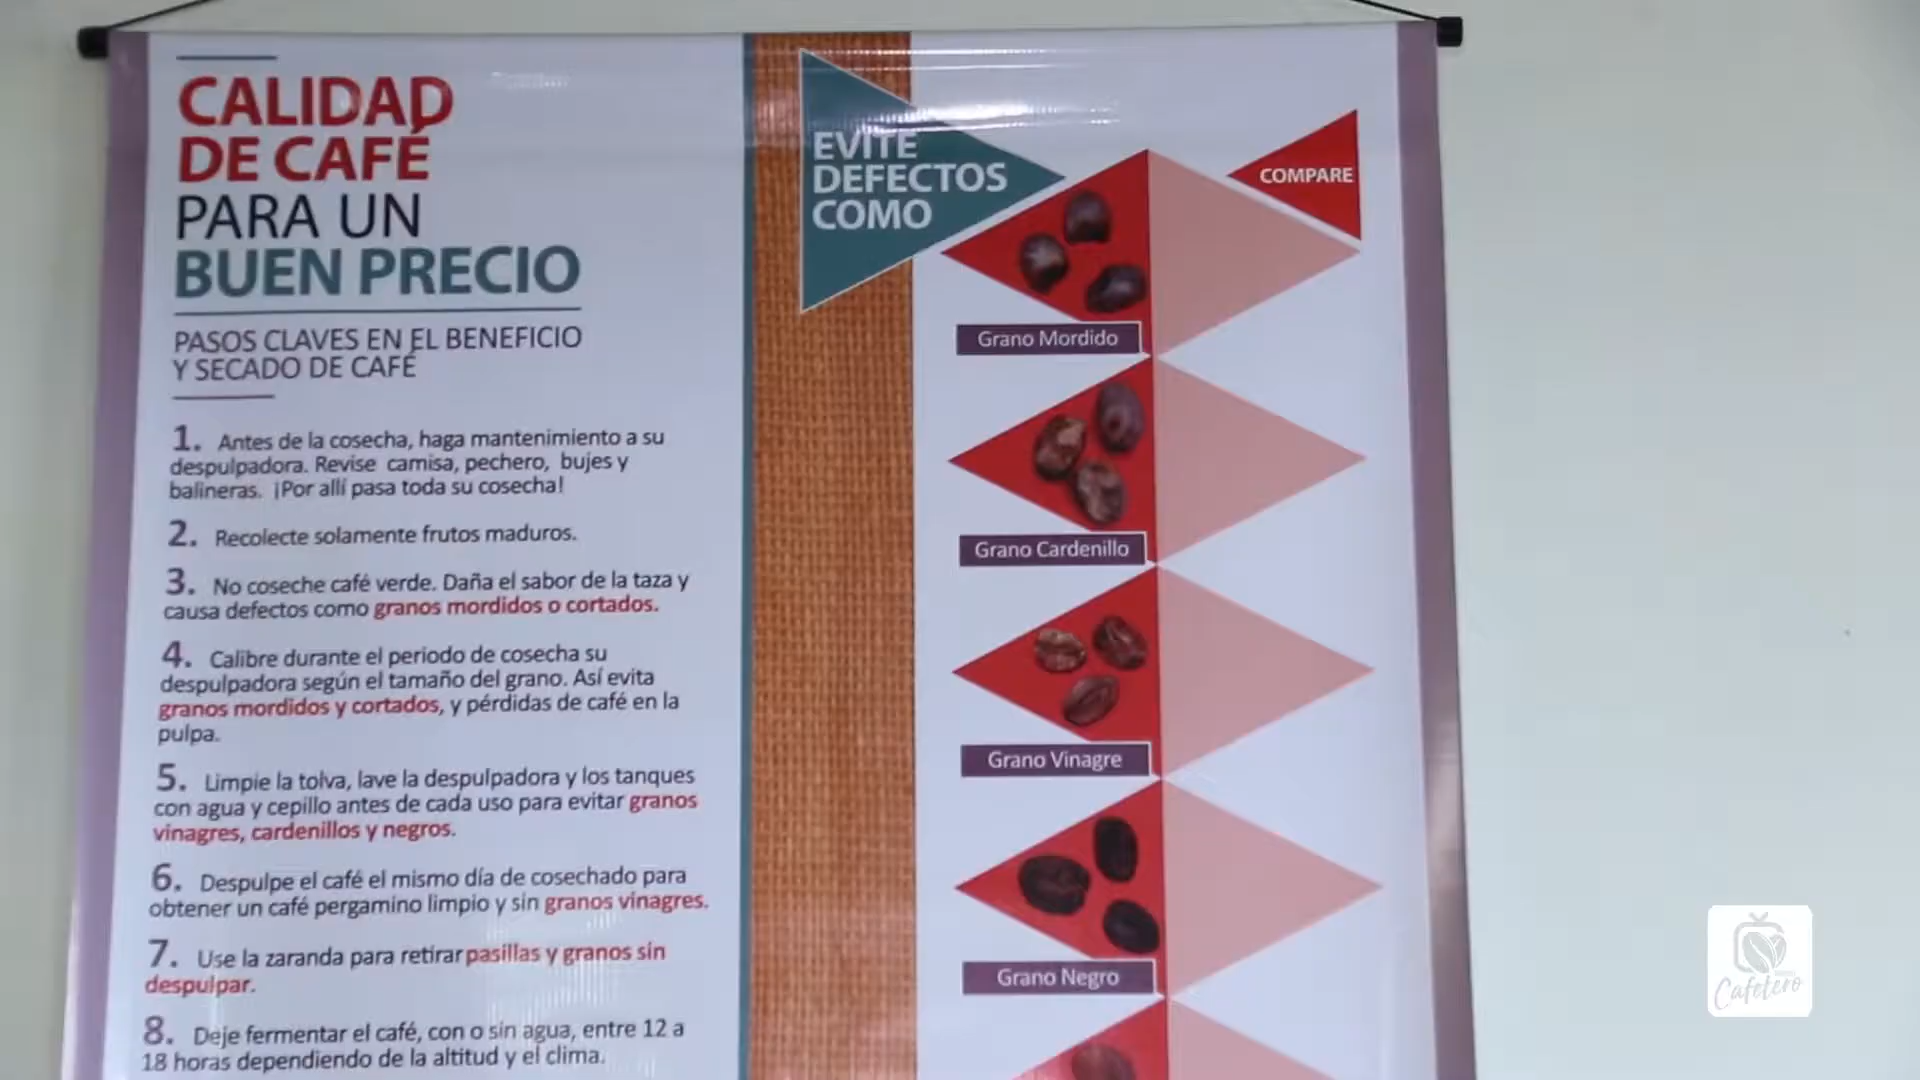 CALIDAD
DE CAFÉ
PARA UN
BUEN PRECIO
PASOS CLAVES EN EL BENEFICIO
Y SECADO DE CAFÉ
1. Antes de la cosecha, haga mantenimiento a su
despulpadora. Revise camisa, pechero, bujes y
balineras. ¡Por allí pasa toda su cosecha!
2. Recolecte solamente frutos maduros.
3. No coseche café verde. Daña el sabor de la taza y
causa defectos como granos mordidos o cortados.
4. Calibre durante el periodo de cosecha su
despulpadora según el tamaño del grano. Así evita
granos mordidos y cortados, y pérdidas de café en la
pulpa.
5. Limpie la tolva, lave la despulpadora y los tanques
con agua y cepillo antes de cada uso para evitar granos
vinagres, cardenillos y negros.
6. Despulpe el café el mismo día de cosechado para
obtener un café pergamino limpio y sin granos vinagres.
7. Use la zaranda para retirar pasillas y granos sin
despulpar.
8. Deje fermentar el café, con o sin agua, entre 12 a
18 horas dependiendo de la altitud y el clima.
EVITE
DEFECTOS
COMO
COMPARE
Grano Mordido
Grano Cardenillo
Grano Vinagre
Grano Negro
Cafetero